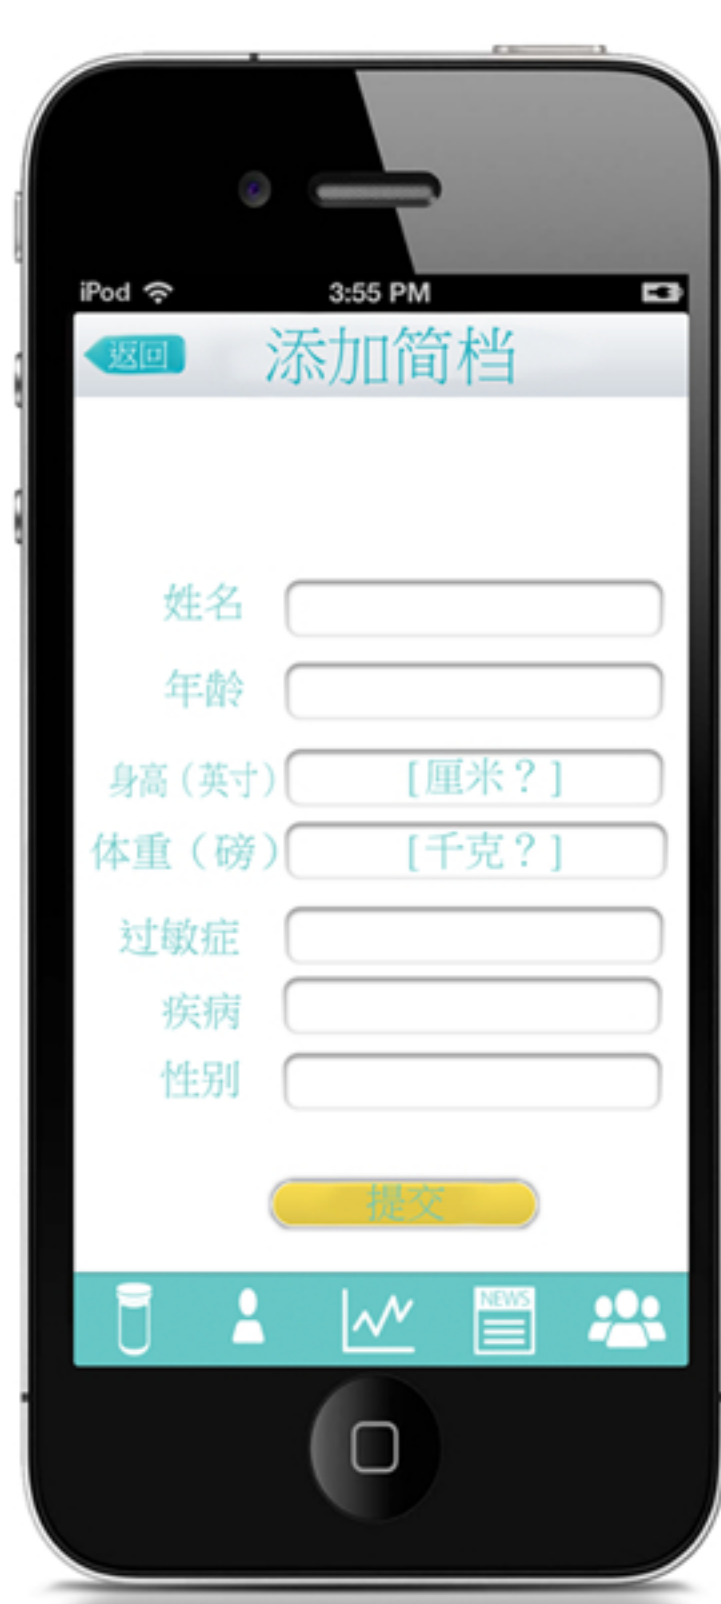 iPod 3:55 PM
返回 添加简档
姓名
年龄
身高（英寸） [厘米？]
体重（磅） [千克？]
过敏症
疾病
性别
提交
NEWS